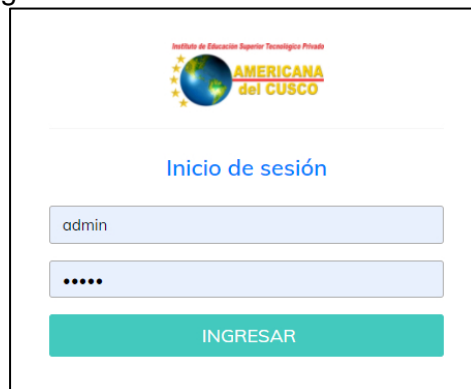 g
Instituto de Educación Superior Tecnológico Privado
AMERICANA
del CUSCO
Inicio de sesión
admin
•••••
INGRESAR